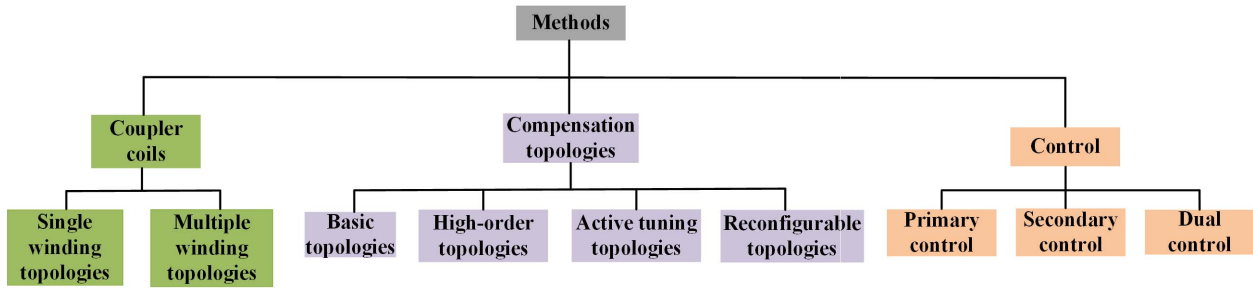 Methods
Coupler
coils
Compensation
topologies
Control
Single
winding
topologies
Multiple
winding
topologies
Basic
topologies
High-order
topologies
Active tuning
topologies
Reconfigurable
topologies
Primary
control
Secondary
control
Dual
control